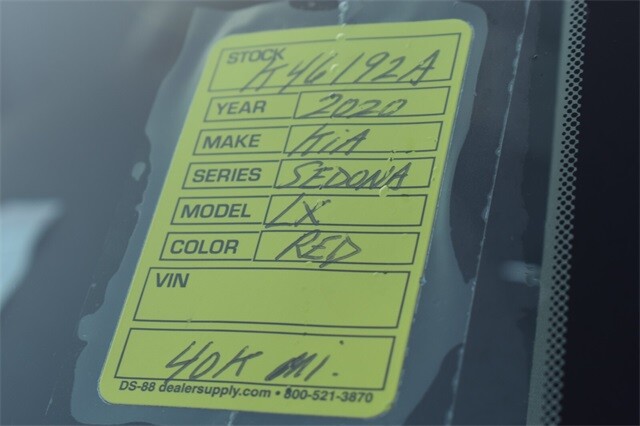 STOCK K46192A
YEAR 2020
MAKE KiA
SERIES SEDONA
MODEL LX
COLOR RED
VIN
40K mi.
DS-88 dealersupply.com • 800-521-3870